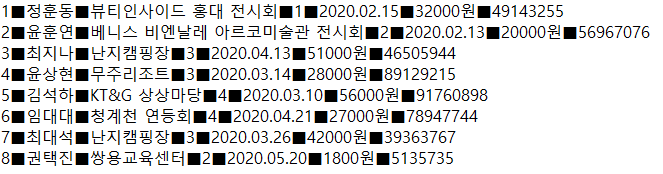 1■정훈동■뷰티인사이드 홍대 전시회■1■2020.02.15■32000원■49143255
2■윤훈연■베니스 비엔날레 아르코미술관 전시회■2■2020.02.13■20000원■56967076
3■최지나■난지캠핑장■3■2020.04.13■51000원■46505944
4■윤상현■무주리조트■3■2020.03.14■28000원■89129215
5■김석하■KT&G 상상마당■4■2020.03.10■56000원■91760898
6■임대대■청계천 연등회■4■2020.04.21■27000원■78947744
7■최대석■난지캠핑장■3■2020.03.26■42000원■39363767
8■권택진■쌍용교육센터■2■2020.05.20■1800원■5135735